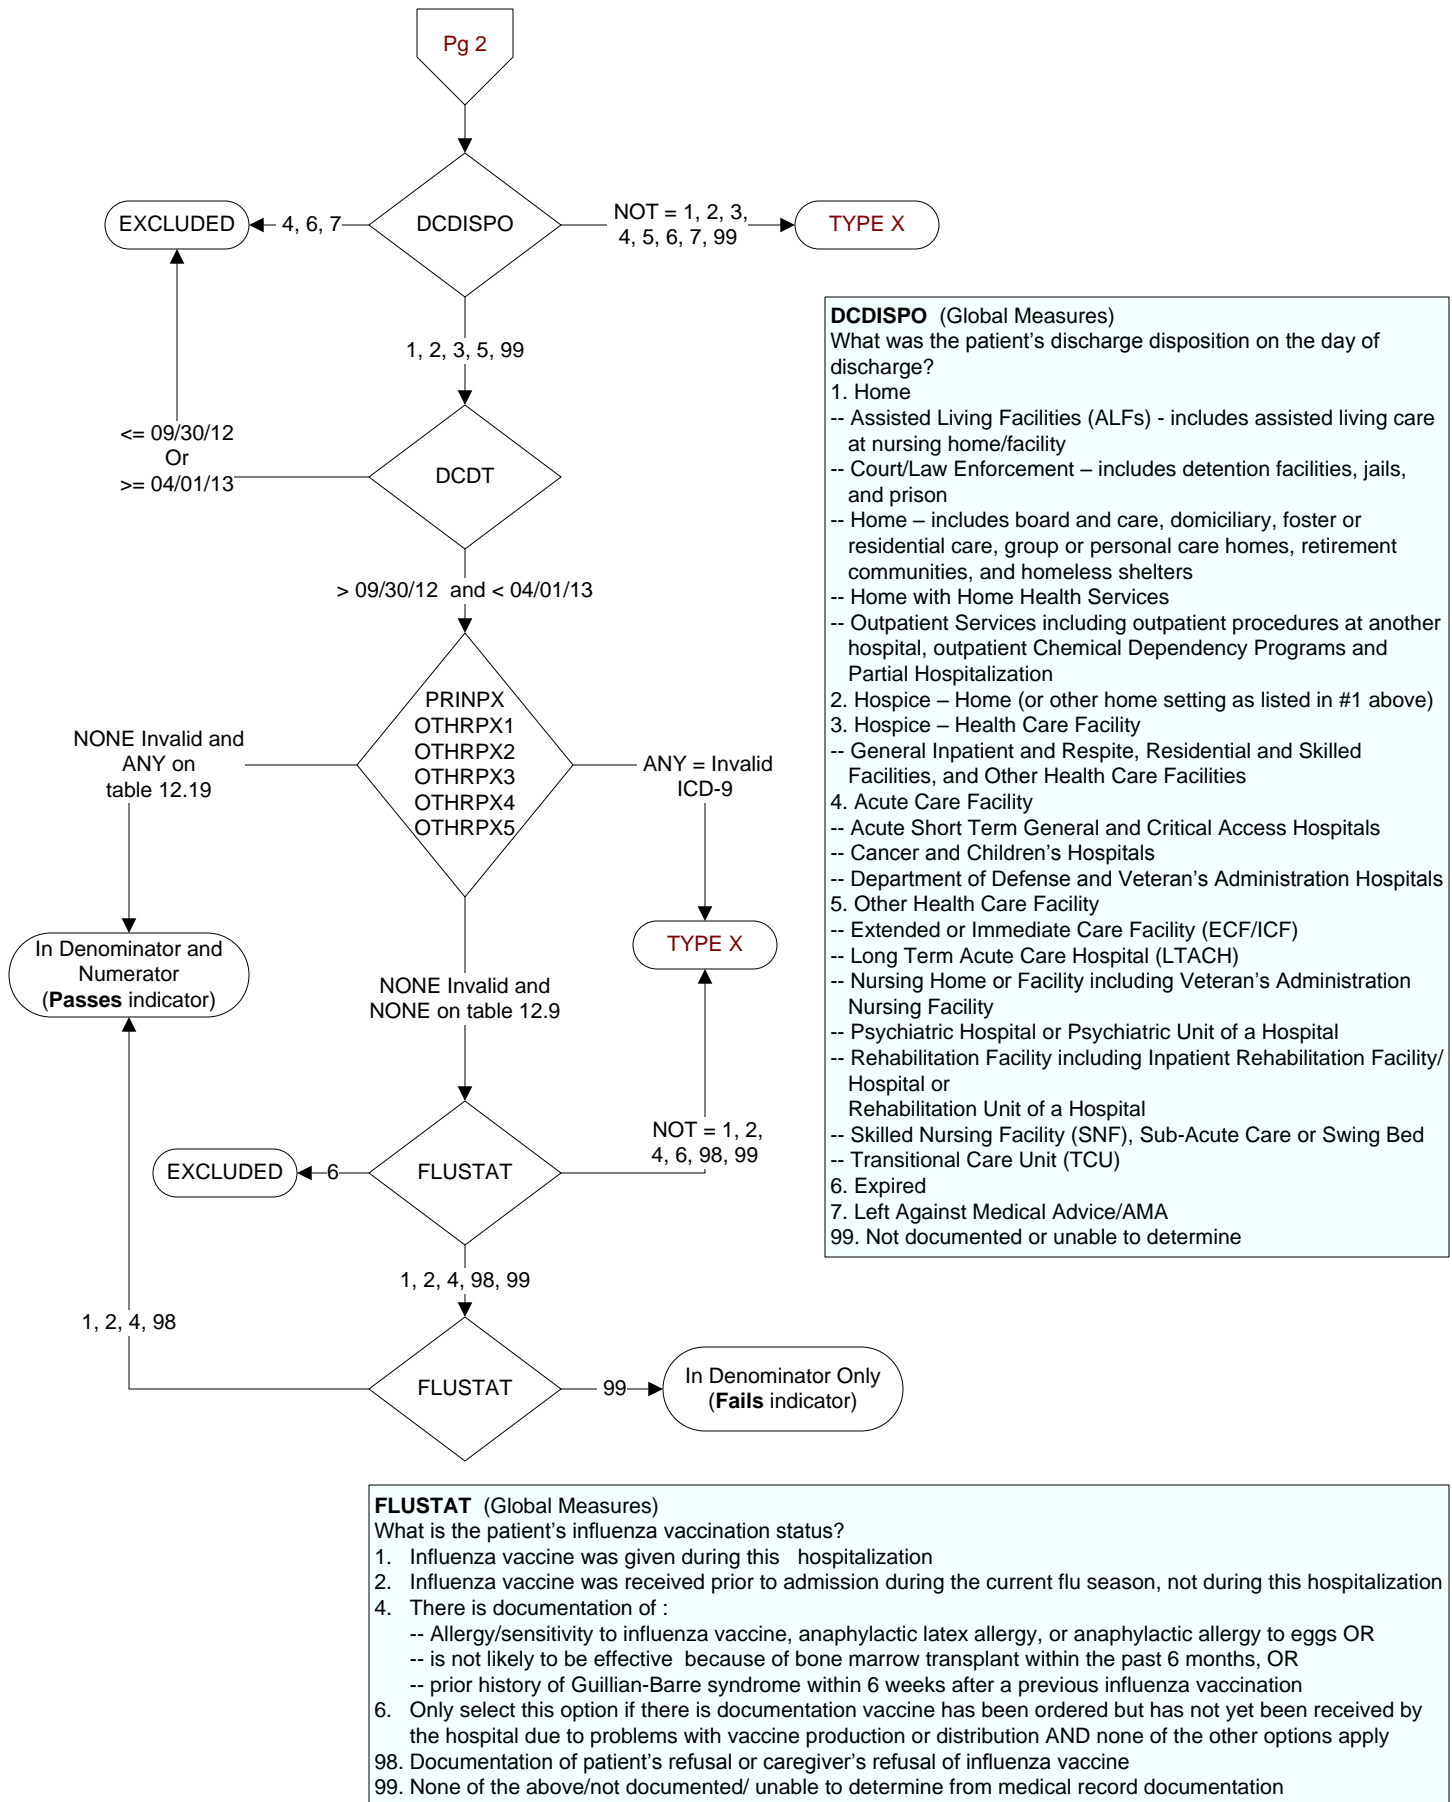 Pg 2
EXCLUDED
4, 6, 7
DCDISPO
NOT = 1, 2, 3,
4, 5, 6, 7, 99
TYPE X
1, 2, 3, 5, 99
<= 09/30/12
Or
>= 04/01/13
DCDT
> 09/30/12 and < 04/01/13
NONE Invalid and
ANY on
table 12.19
PRINPX
OTHRPX1
OTHRPX2
OTHRPX3
OTHRPX4
OTHRPX5
ANY = Invalid
ICD-9
In Denominator and
Numerator
(Passes indicator)
TYPE X
NONE Invalid and
NONE on table 12.9
EXCLUDED
6
FLUSTAT
NOT = 1, 2,
4, 6, 98, 99
1, 2, 4, 98, 99
1, 2, 4, 98
FLUSTAT
99
In Denominator Only
(Fails indicator)
DCDISPO (Global Measures)
What was the patient's discharge disposition on the day of
discharge?
1. Home
-- Assisted Living Facilities (ALFs) - includes assisted living care
at nursing home/facility
-- Court/Law Enforcement – includes detention facilities, jails,
and prison
-- Home – includes board and care, domiciliary, foster or
residential care, group or personal care homes, retirement
communities, and homeless shelters
-- Home with Home Health Services
-- Outpatient Services including outpatient procedures at another
hospital, outpatient Chemical Dependency Programs and
Partial Hospitalization
2. Hospice – Home (or other home setting as listed in #1 above)
3. Hospice – Health Care Facility
-- General Inpatient and Respite, Residential and Skilled
Facilities, and Other Health Care Facilities
4. Acute Care Facility
-- Acute Short Term General and Critical Access Hospitals
-- Cancer and Children's Hospitals
-- Department of Defense and Veteran's Administration Hospitals
5. Other Health Care Facility
-- Extended or Immediate Care Facility (ECF/ICF)
-- Long Term Acute Care Hospital (LTACH)
-- Nursing Home or Facility including Veteran's Administration
Nursing Facility
-- Psychiatric Hospital or Psychiatric Unit of a Hospital
-- Rehabilitation Facility including Inpatient Rehabilitation Facility/
Hospital or
Rehabilitation Unit of a Hospital
-- Skilled Nursing Facility (SNF), Sub-Acute Care or Swing Bed
-- Transitional Care Unit (TCU)
6. Expired
7. Left Against Medical Advice/AMA
99. Not documented or unable to determine
FLUSTAT (Global Measures)
What is the patient's influenza vaccination status?
1. Influenza vaccine was given during this hospitalization
2. Influenza vaccine was received prior to admission during the current flu season, not during this hospitalization
4. There is documentation of :
-- Allergy/sensitivity to influenza vaccine, anaphylactic latex allergy, or anaphylactic allergy to eggs OR
-- is not likely to be effective because of bone marrow transplant within the past 6 months, OR
-- prior history of Guillian-Barre syndrome within 6 weeks after a previous influenza vaccination
6. Only select this option if there is documentation vaccine has been ordered but has not yet been received by
the hospital due to problems with vaccine production or distribution AND none of the other options apply
98. Documentation of patient's refusal or caregiver's refusal of influenza vaccine
99. None of the above/not documented/ unable to determine from medical record documentation